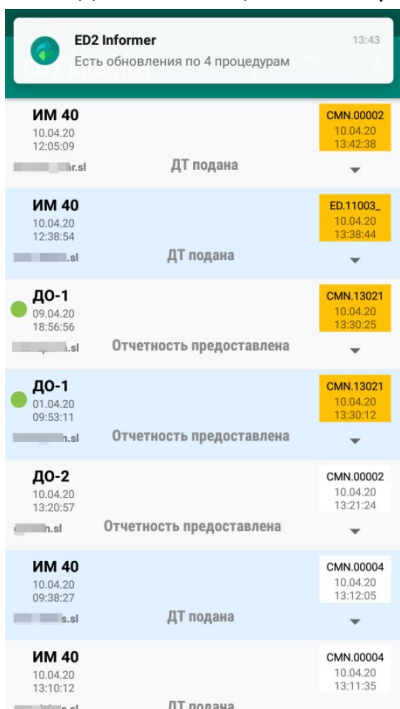 ED2 Informer 13:43
Есть обновления по 4 процедурам
ИМ 40 CMN.00002
10.04.20 10.04.20
12:05:09 13:42:38
ДТ подана
ИМ 40 ED.11003_
10.04.20 10.04.20
12:38:54 13:38:44
.sl ДТ подана
ДО-1 CMN.13021
09.04.20 10.04.20
18:56:56 13:30:25
.sl Отчетность предоставлена
ДО-1 CMN.13021
01.04.20 10.04.20
09:53:11 13:30:12
.sl Отчетность предоставлена
ДО-2 CMN.00002
10.04.20 10.04.20
13:20:57 13:21:24
n.sl Отчетность предоставлена
ИМ 40 CMN.00004
10.04.20 10.04.20
09:38:27 13:12:05
s.sl ДТ подана
ИМ 40 CMN.00004
10.04.20 10.04.20
13:10:12 13:11:35
ДТ подана